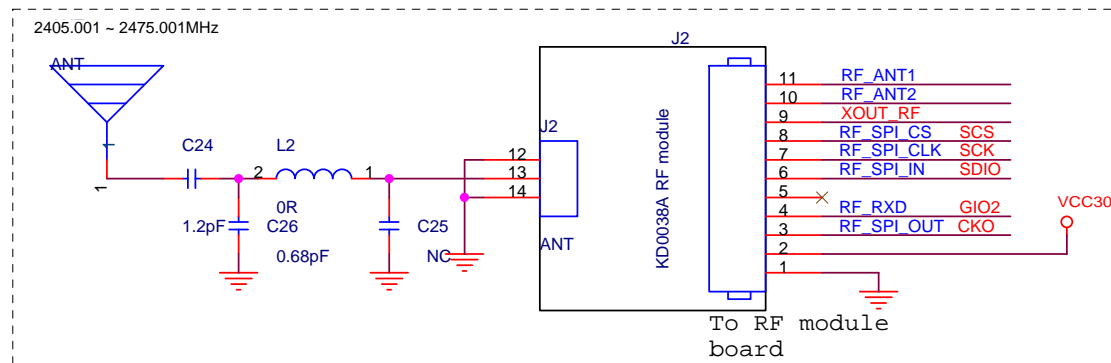 2405.001 ~ 2475.001MHz
J2
ANT
11 RF_ANT1
10 RF_ANT2
9 XOUT_RF
8 RF_SPI_CS SCS
7 RF_SPI_CLK SCK
6 RF_SPI_IN SDIO
5
4 RF_RXD GIO2
3 RF_SPI_OUT CKO
2
1
VCC30
KD0038A RF module
J2
12
13
14
ANT
1
1
C24
1.2pF
2 L2 1
0R
C26
0.68pF
C25
NC
To RF module
board